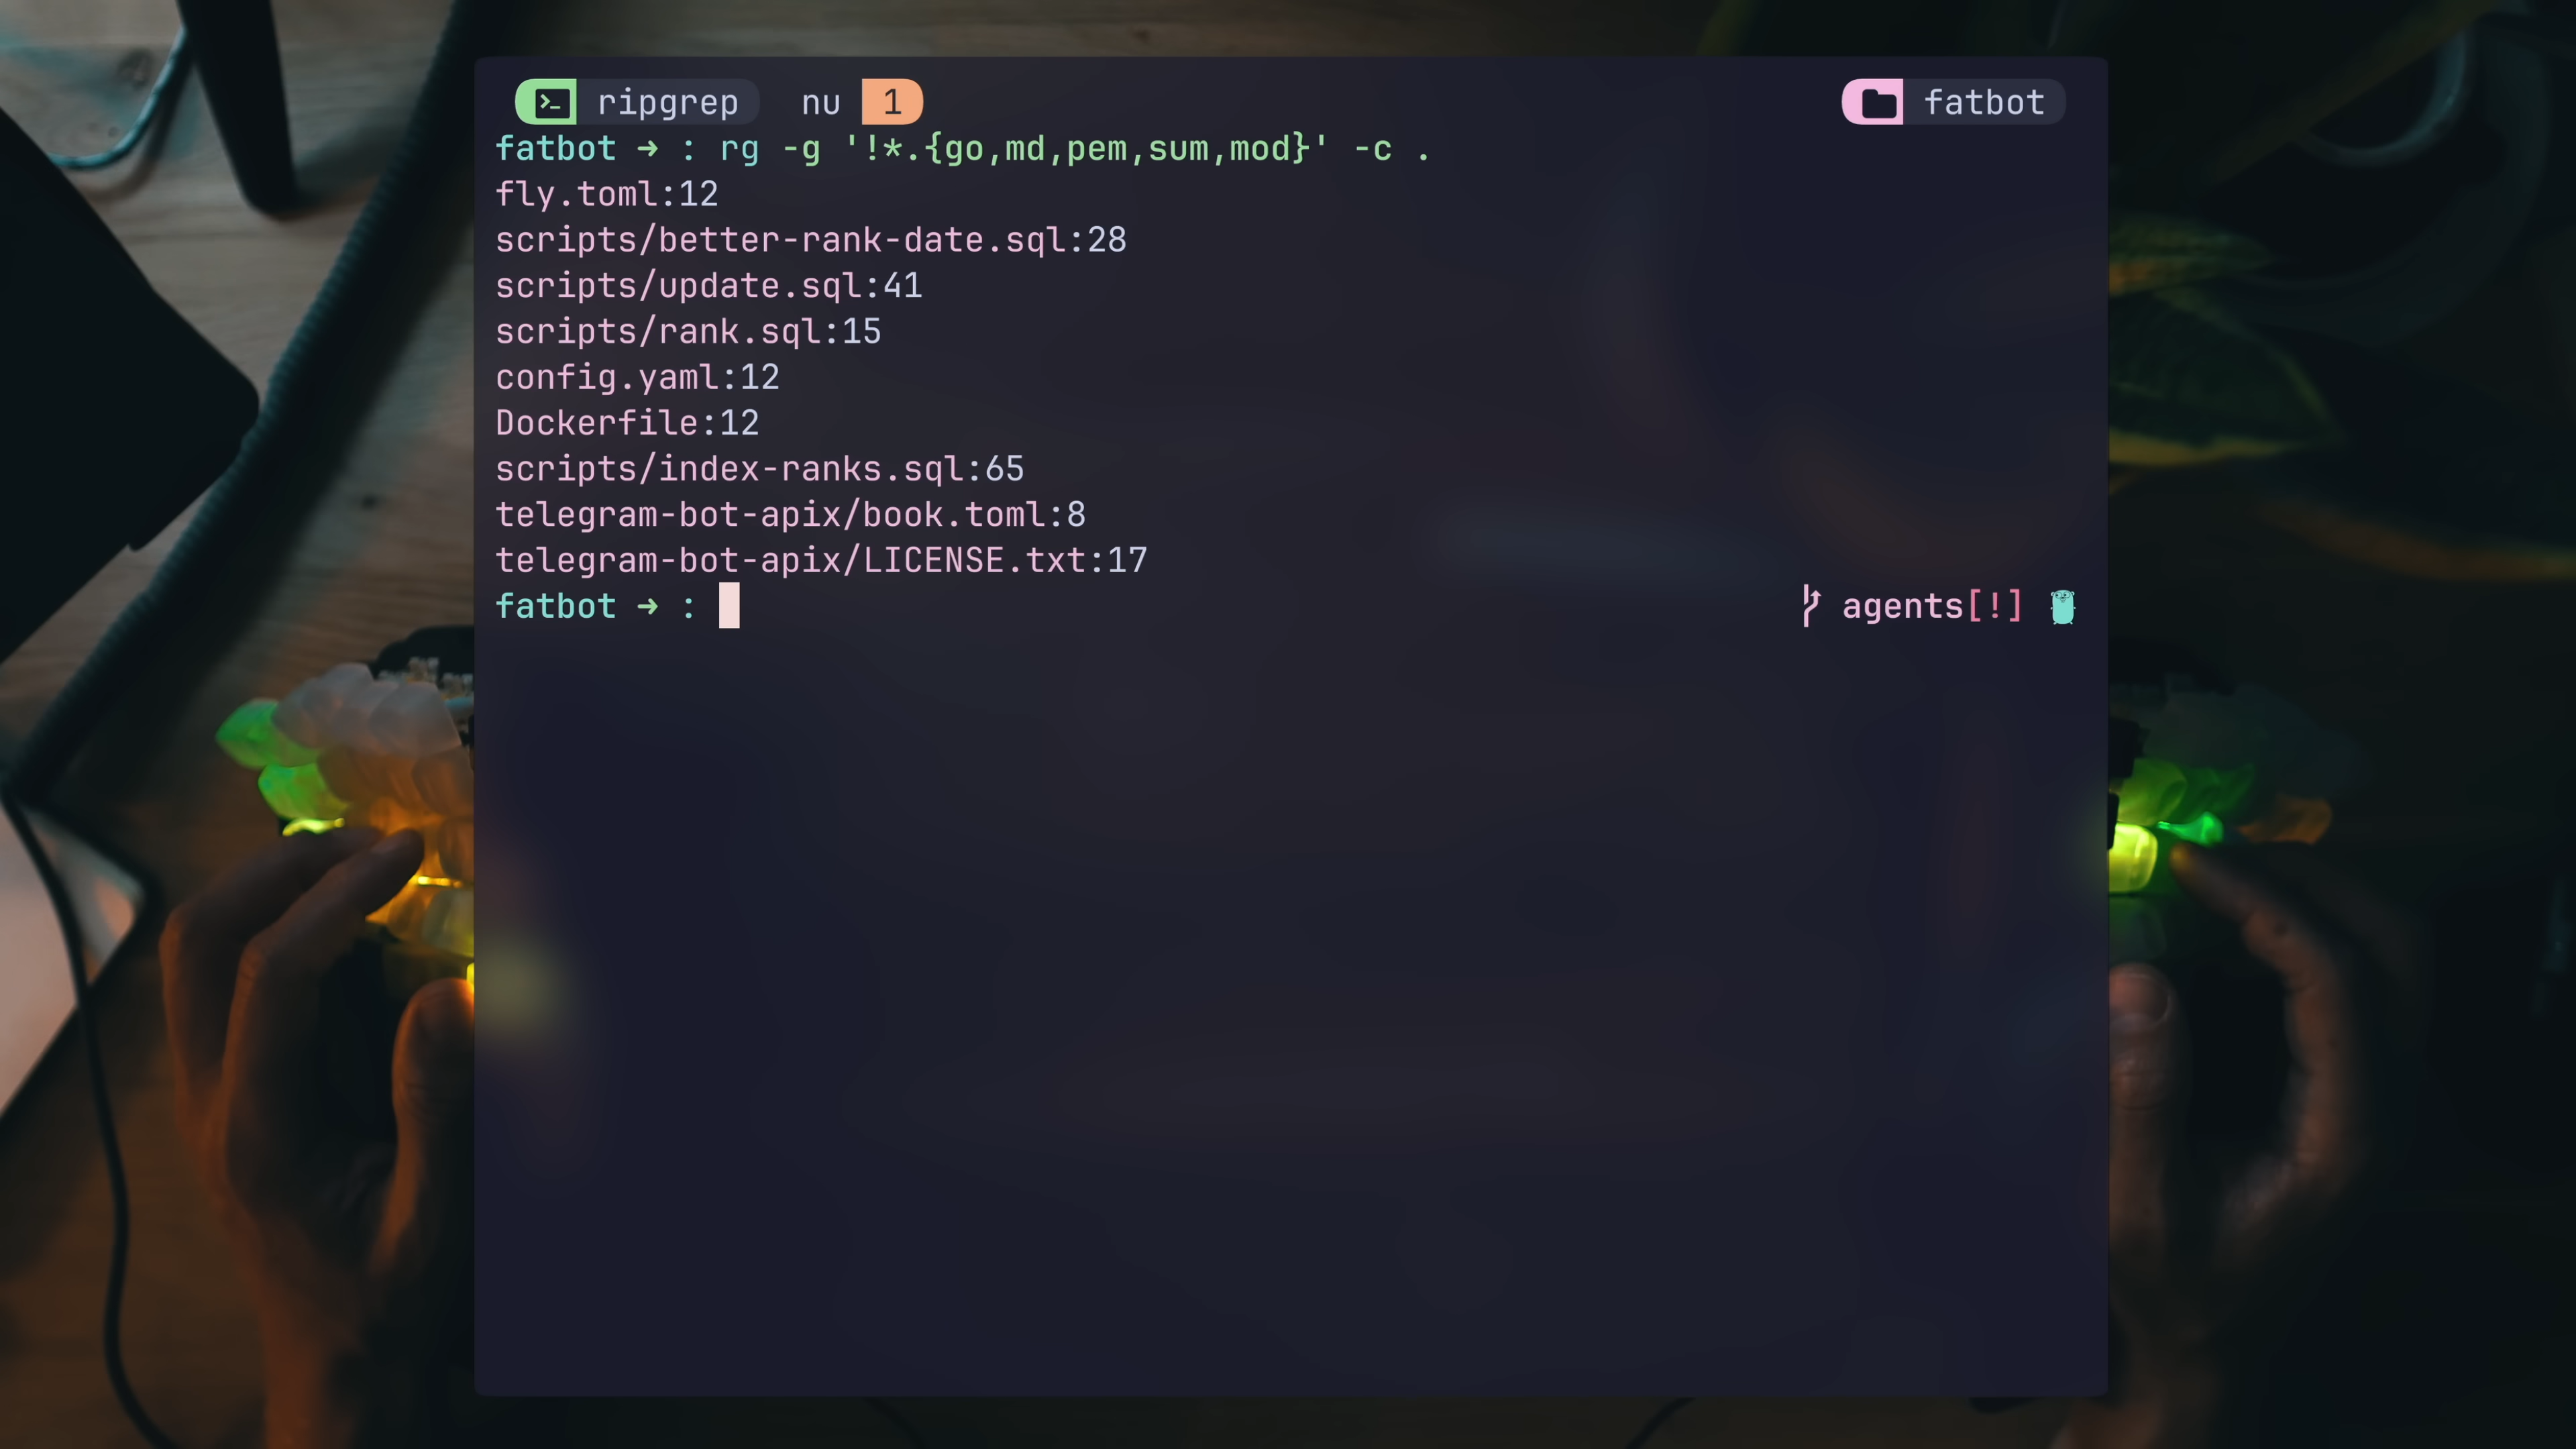 ripgrep nu 1 fatbot
fatbot → : rg -g '!*.{go,md,pem,sum,mod}' -c .
fly.toml:12
scripts/better-rank-date.sql:28
scripts/update.sql:41
scripts/rank.sql:15
config.yaml:12
Dockerfile:12
scripts/index-ranks.sql:65
telegram-bot-apix/book.toml:8
telegram-bot-apix/LICENSE.txt:17
fatbot → : agents[!]